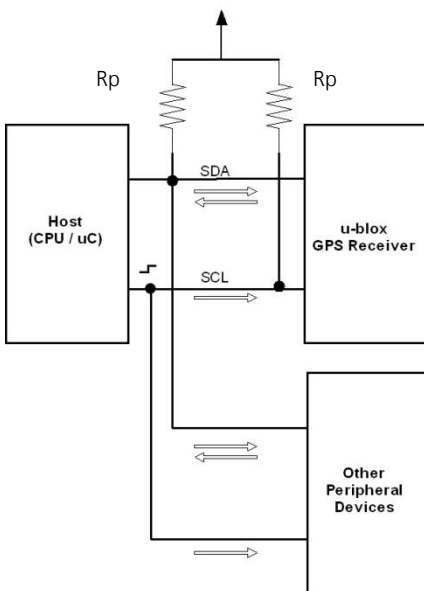 Rp
Rp
SDA
Host
(CPU / uC)
u-blox
GPS Receiver
SCL
Other
Peripheral
Devices